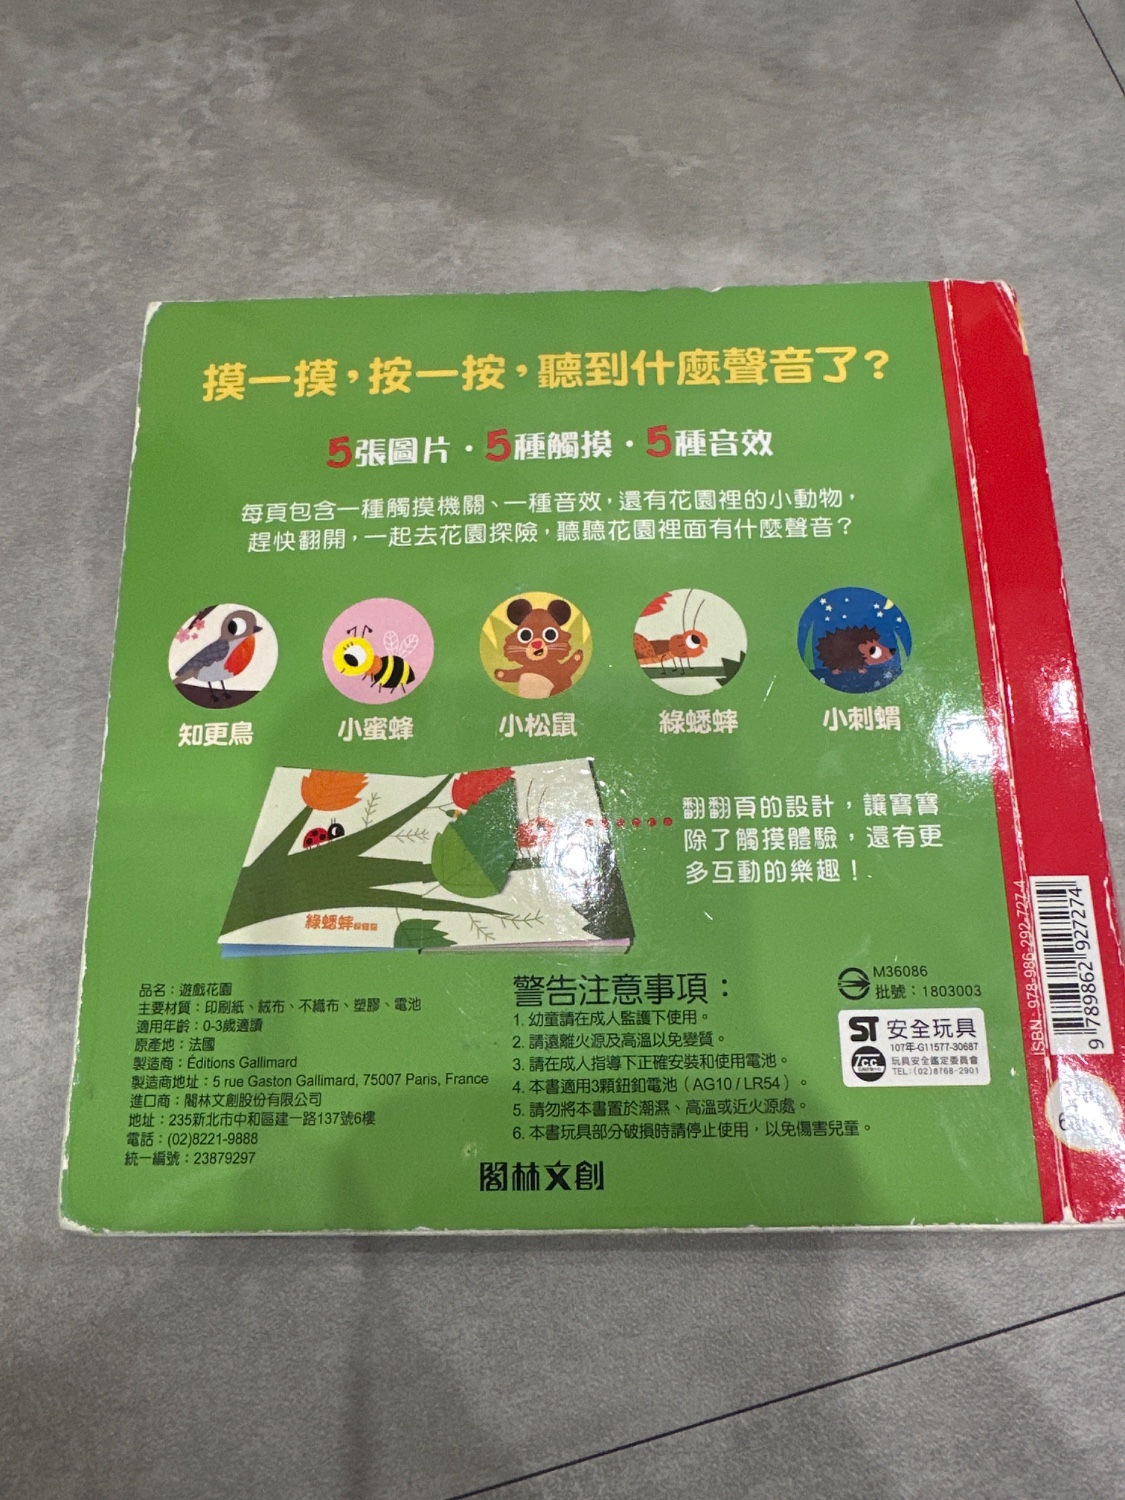 摸一摸，按一按，聽到什麼聲音了？
5張圖片・5種觸摸・5種音效
每頁包含一種觸摸機關、一種音效，還有花園裡的小動物，
趕快翻開，一起去花園探險，聽聽花園裡面有什麼聲音？
知更鳥
小蜜蜂
小松鼠
綠蟋蟀
小刺蝟
翻翻頁的設計，讓寶寶
除了觸摸體驗，還有更
多互動的樂趣！
綠蟋蟀
品名：遊戲花園
主要材質：印刷紙、絨布、不織布、塑膠、電池
適用年齡：0-3歲適讀
原產地：法國
製造商：Éditions Gallimard
製造商地址：5 rue Gaston Gallimard, 75007 Paris, France
進口商：閣林文創股份有限公司
地址：235新北市中和區建一路137號6樓
電話：(02)8221-9888
統一編號：23879297
警告注意事項：
1. 幼童請在成人監護下使用。
2. 請遠離火源及高溫以免變質。
3. 請在成人指導下正確安裝和使用電池。
4. 本書適用3顆鈕釦電池（AG10 / LR54）。
5. 請勿將本書置於潮濕、高溫或近火源處。
6. 本書玩具部分破損時請停止使用，以免傷害兒童。
閣林文創
M36086
批號：1803003
ST 安全玩具
107年-G11577-30687
玩具安全鑑定委員會
TEL:(02)8768-2901
ISBN 978-986-292-727-4
9 789862 927274